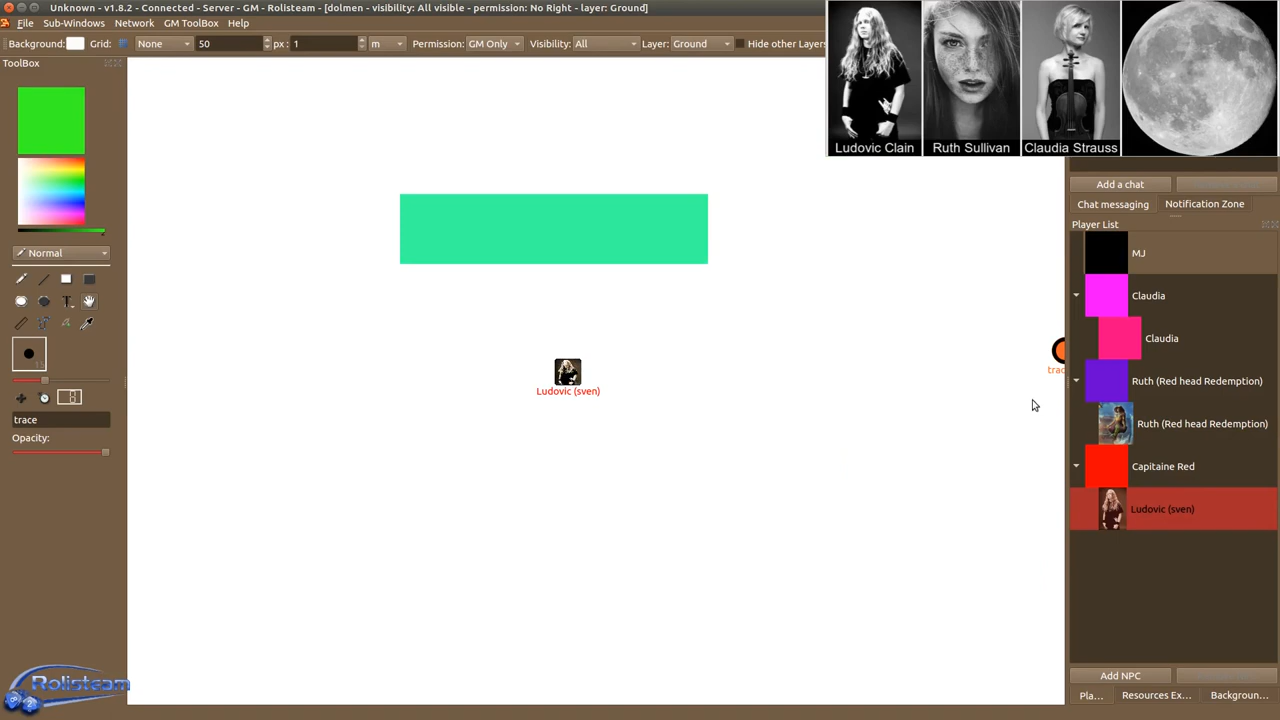 Unknown - v1.8.2 - Connected - Server - GM - Rolisteam - [dolmen - visibility: All visible - permission: No Right - layer: Ground]
File Sub-Windows Network GM ToolBox Help
Background: Grid: None 50 px : 1 m Permission: GM Only Visibility: All Layer: Ground Hide other Layers
ToolBox
Ludovic Clain Ruth Sullivan Claudia Strauss
Add a chat
Chat messaging Notification Zone
Player List
MJ
Normal
Claudia
Claudia
Ruth (Red head Redemption)
Ruth (Red head Redemption)
Capitaine Red
Ludovic (sven)
Ludovic (sven)
trac
trace
Opacity:
Rolisteam
Add NPC
Pla... Resources Ex... Backgroun...